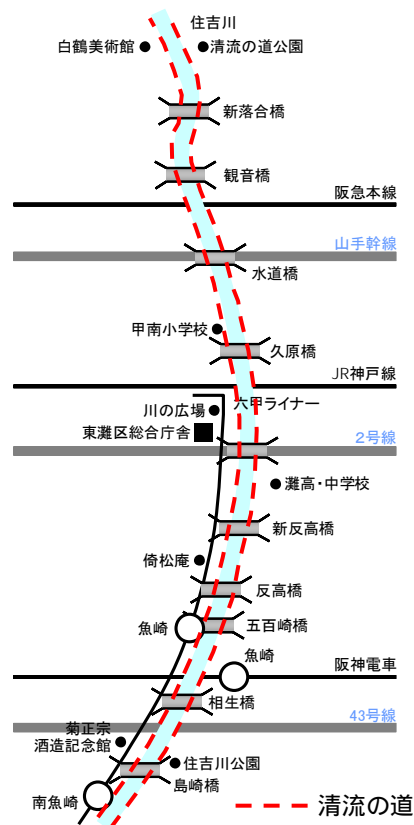 住吉川
白鶴美術館
清流の道公園
新落合橋
観音橋
阪急本線
山手幹線
水道橋
甲南小学校
久原橋
JR神戸線
六甲ライナー
川の広場
東灘区総合庁舎
2号線
灘高・中学校
新反高橋
倚松庵
反高橋
魚崎
五百崎橋
魚崎
阪神電車
相生橋
43号線
菊正宗
酒造記念館
住吉川公園
島崎橋
南魚崎
清流の道